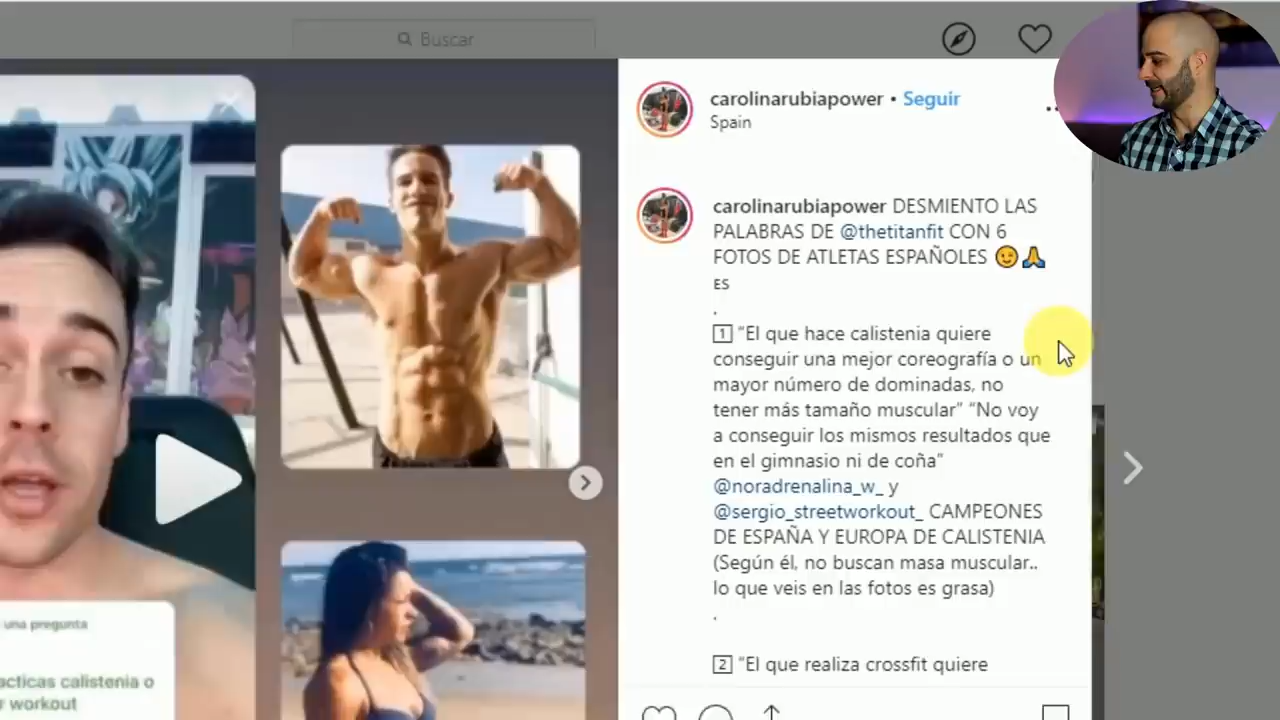 Buscar
carolinarubiapower • Seguir
Spain
carolinarubiapower DESMIENTO LAS
PALABRAS DE @thetitanfit CON 6
FOTOS DE ATLETAS ESPAÑOLES 😉🙏
ES
.
1️⃣ “El que hace calistenia quiere
conseguir una mejor coreografía o un
mayor número de dominadas, no
tener más tamaño muscular” “No voy
a conseguir los mismos resultados que
en el gimnasio ni de coña”
@noradrenalina_w_ y
@sergio_streetworkout_ CAMPEONES
DE ESPAÑA Y EUROPA DE CALISTENIA
(Según él, no buscan masa muscular..
lo que veis en las fotos es grasa)
.
2️⃣ “El que realiza crossfit quiere
una pregunta
acticas calistenia o
r workout